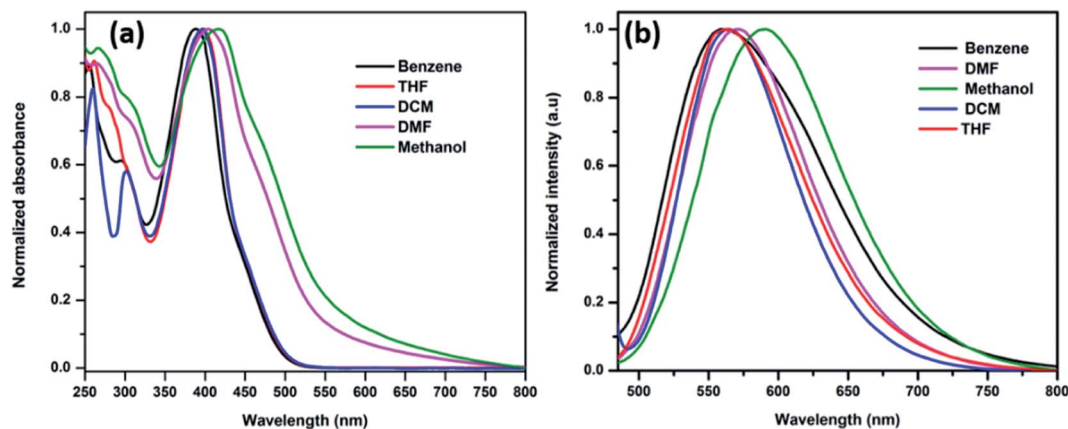 (a)
Normalized absorbance
1.0
0.8
0.6
0.4
0.2
0.0
Benzene
THF
DCM
DMF
Methanol
250 300 350 400 450 500 550 600 650 700 750 800
Wavelength (nm)
(b)
Normalized intensity (a.u)
1.0
0.8
0.6
0.4
0.2
0.0
Benzene
DMF
Methanol
DCM
THF
500 550 600 650 700 750 800
Wavelength (nm)